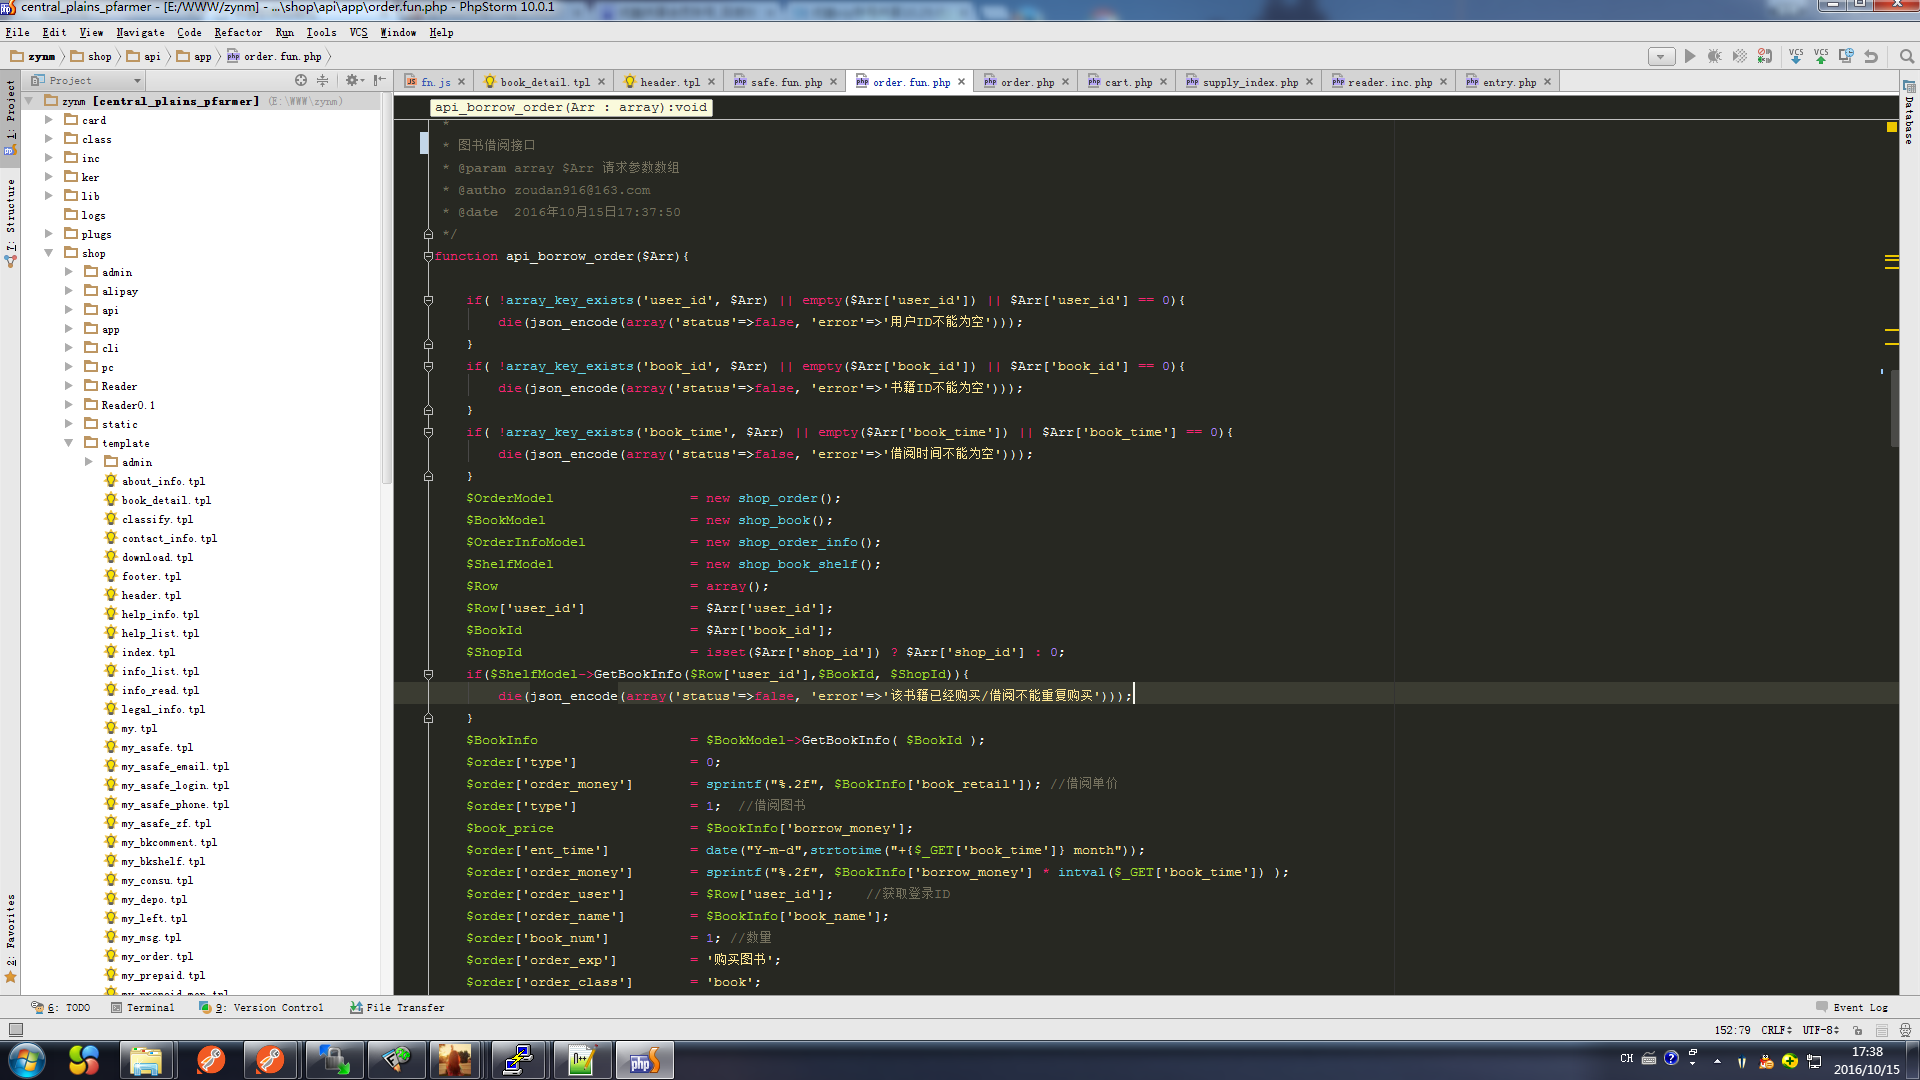 central_plains_pfarmer] - [E:/WWW/zynm] - ...\shop\api\app\order.fun.php - PhpStorm 10.0.1
File Edit View Navigate Code Refactor Run Tools VCS Window Help
zynm shop api app order.fun.php
Project
fn.js book_detail.tpl header.tpl safe.fun.php order.fun.php order.php cart.php supply_index.php reader.inc.php entry.php
1: Project
7: Structure
2: Favorites
Database
zynm [central_plains_pfarmer] (E:\WWW\zynm)
card
class
inc
ker
lib
logs
plugs
shop
admin
alipay
api
app
cli
pc
Reader
Reader0.1
static
template
admin
about_info.tpl
book_detail.tpl
classify.tpl
contact_info.tpl
download.tpl
footer.tpl
header.tpl
help_info.tpl
help_list.tpl
index.tpl
info_list.tpl
info_read.tpl
legal_info.tpl
my.tpl
my_asafe.tpl
my_asafe_email.tpl
my_asafe_login.tpl
my_asafe_phone.tpl
my_asafe_zf.tpl
my_bkcomment.tpl
my_bkshelf.tpl
my_consu.tpl
my_depo.tpl
my_left.tpl
my_msg.tpl
my_order.tpl
my_prepaid.tpl
api_borrow_order(Arr : array):void
*
* 图书借阅接口
* @param array $Arr 请求参数数组
* @autho zoudan916@163.com
* @date  2016年10月15日17:37:50
*/
function api_borrow_order($Arr){
if( !array_key_exists('user_id', $Arr) || empty($Arr['user_id']) || $Arr['user_id'] == 0){
die(json_encode(array('status'=>false, 'error'=>'用户ID不能为空')));
}
if( !array_key_exists('book_id', $Arr) || empty($Arr['book_id']) || $Arr['book_id'] == 0){
die(json_encode(array('status'=>false, 'error'=>'书籍ID不能为空')));
}
if( !array_key_exists('book_time', $Arr) || empty($Arr['book_time']) || $Arr['book_time'] == 0){
die(json_encode(array('status'=>false, 'error'=>'借阅时间不能为空')));
}
$OrderModel = new shop_order();
$BookModel = new shop_book();
$OrderInfoModel = new shop_order_info();
$ShelfModel = new shop_book_shelf();
$Row = array();
$Row['user_id'] = $Arr['user_id'];
$BookId = $Arr['book_id'];
$ShopId = isset($Arr['shop_id']) ? $Arr['shop_id'] : 0;
if($ShelfModel->GetBookInfo($Row['user_id'],$BookId, $ShopId)){
die(json_encode(array('status'=>false, 'error'=>'该书籍已经购买/借阅不能重复购买')));
}
$BookInfo = $BookModel->GetBookInfo( $BookId );
$order['type'] = 0;
$order['order_money'] = sprintf("%.2f", $BookInfo['book_retail']); //借阅单价
$order['type'] = 1;  //借阅图书
$book_price = $BookInfo['borrow_money'];
$order['ent_time'] = date("Y-m-d",strtotime("+{$_GET['book_time']} month"));
$order['order_money'] = sprintf("%.2f", $BookInfo['borrow_money'] * intval($_GET['book_time']) );
$order['order_user'] = $Row['user_id'];    //获取登录ID
$order['order_name'] = $BookInfo['book_name'];
$order['book_num'] = 1; //数量
$order['order_exp'] = '购买图书';
$order['order_class'] = 'book';
6: TODO Terminal 9: Version Control File Transfer Event Log
152:79 CRLF UTF-8
CH 17:38
2016/10/15